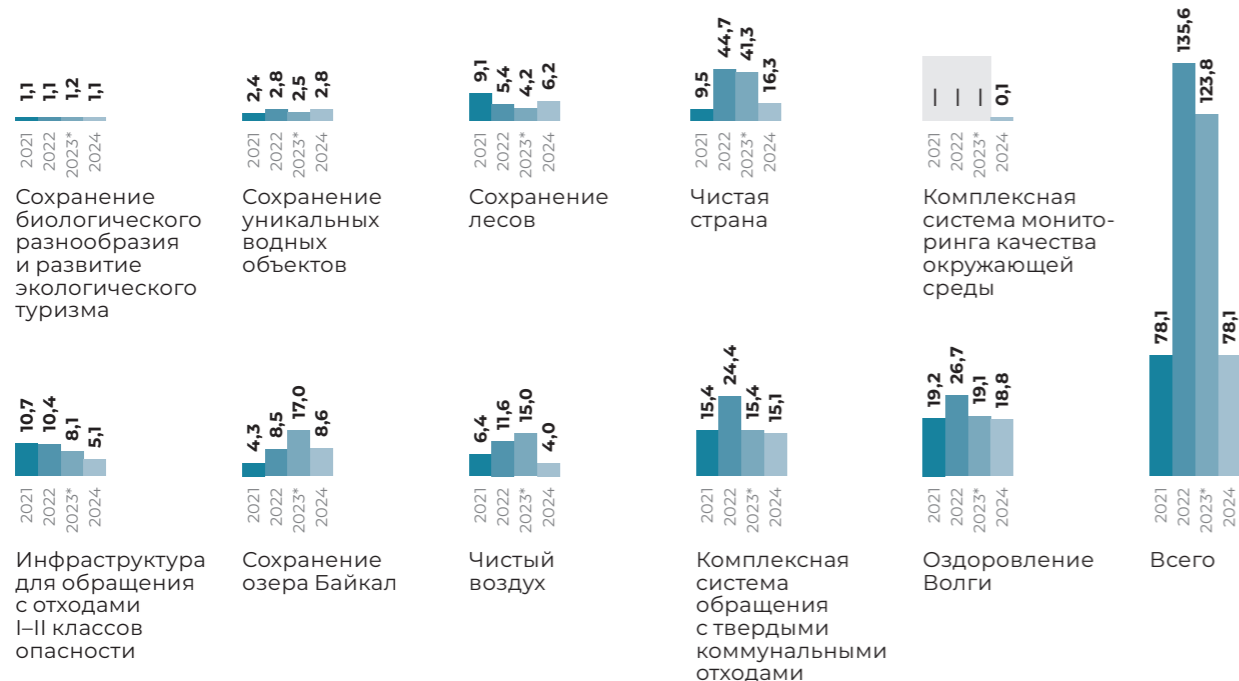 1,1 1,1 1,2 1,1
2021 2022 2023* 2024
Сохранение
биологического
разнообразия
и развитие
экологического
туризма
2,4 2,8 2,5 2,8
2021 2022 2023* 2024
Сохранение
уникальных
водных
объектов
9,1 5,4 4,2 6,2
2021 2022 2023* 2024
Сохранение
лесов
9,5 44,7 41,3 16,3
2021 2022 2023* 2024
Чистая
страна
– – – 0,1
2021 2022 2023* 2024
Комплексная
система монито-
ринга качества
окружающей
среды
10,7 10,4 8,1 5,1
2021 2022 2023* 2024
Инфраструктура
для обращения
с отходами
I–II классов
опасности
4,3 8,5 17,0 8,6
2021 2022 2023* 2024
Сохранение
озера Байкал
6,4 11,6 15,0 4,0
2021 2022 2023* 2024
Чистый
воздух
15,4 24,4 15,4 15,1
2021 2022 2023* 2024
Комплексная
система
обращения
с твердыми
коммунальными
отходами
19,2 26,7 19,1 18,8
2021 2022 2023* 2024
Оздоровление
Волги
78,1 135,6 123,8 78,1
2021 2022 2023* 2024
Всего